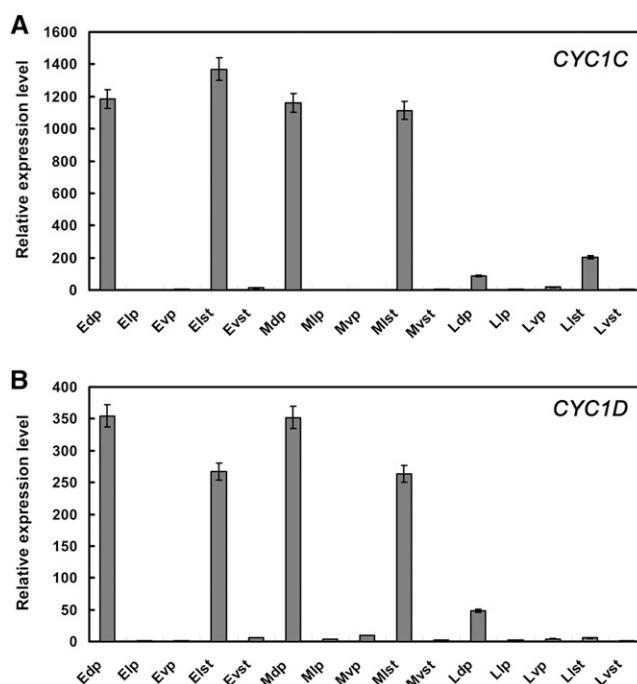 A
CYC1C
Relative expression level
1600
1400
1200
1000
800
600
400
200
0
Edp Elp Evp Elst Evst Mdp Mlp Mvp Mlst Mvst Ldp Llp Lvp Llst Lvst
B
CYC1D
Relative expression level
400
350
300
250
200
150
100
50
0
Edp Elp Evp Elst Evst Mdp Mlp Mvp Mlst Mvst Ldp Llp Lvp Llst Lvst